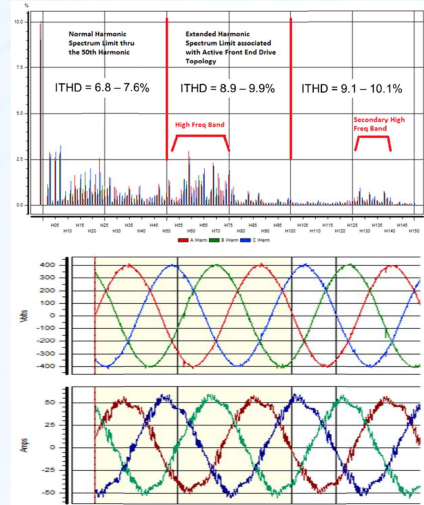 %
10.0
7.5
5.0
2.5
0.0
Normal Harmonic
Spectrum Limit thru
the 50th Harmonic
Extended Harmonic
Spectrum Limit associated
with Active Front End Drive
Topology
ITHD = 6.8 – 7.6%
ITHD = 8.9 – 9.9%
ITHD = 9.1 – 10.1%
High Freq Band
Secondary High
Freq Band
H05 H15 H25 H35 H45 H55 H65 H75 H85 H95 H105 H115 H125 H135 H145
H10 H20 H30 H40 H50 H60 H70 H80 H90 H100 H110 H120 H130 H140 H150
A IHarm B IHarm C IHarm
Volts
400
300
200
100
0
-100
-200
-300
-400
Amps
50
25
0
-25
-50